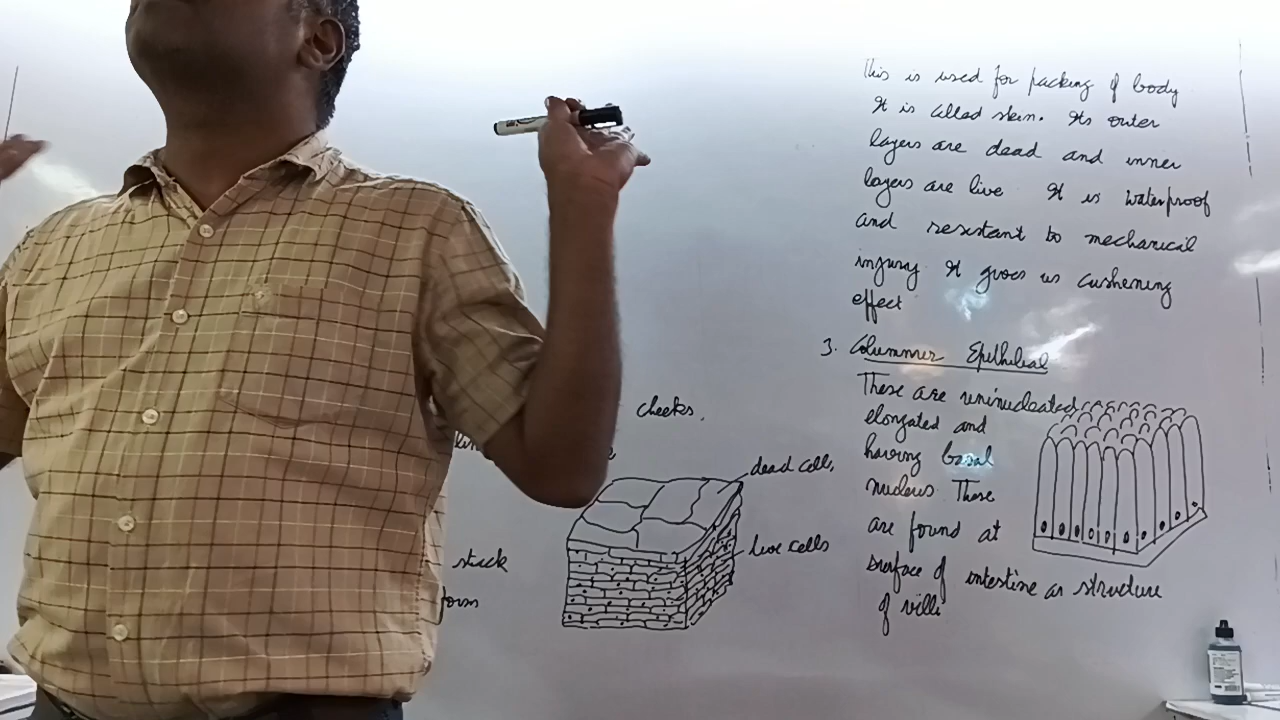 This is used for packing of body
It is called skin. Its outer
layers are dead and inner
layers are live It is waterproof
and resistant to mechanical
injury It gives us cushening
effect
3. Columner Epithelial
These are uninucleated
elongated and
having basal
nucleus These
are found at
surface of intestine as structure
of villi
cheeks.
dead cells,
live cells
stuck
form